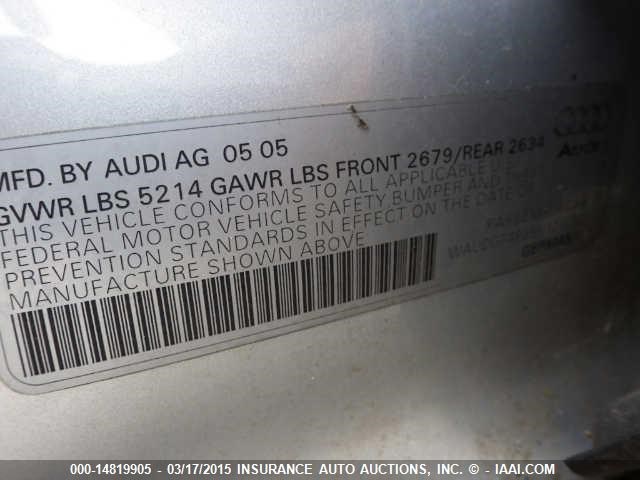 MFD. BY AUDI AG 05 05
GVWR LBS 5214 GAWR LBS FRONT 2679/REAR 2634
THIS VEHICLE CONFORMS TO ALL APPLICABLE
FEDERAL MOTOR VEHICLE SAFETY, BUMPER AND
PREVENTION STANDARDS IN EFFECT ON THE DATE OF
MANUFACTURE SHOWN ABOVE
Audi
000-14819905 - 03/17/2015 INSURANCE AUTO AUCTIONS, INC. - © IAAI.COM